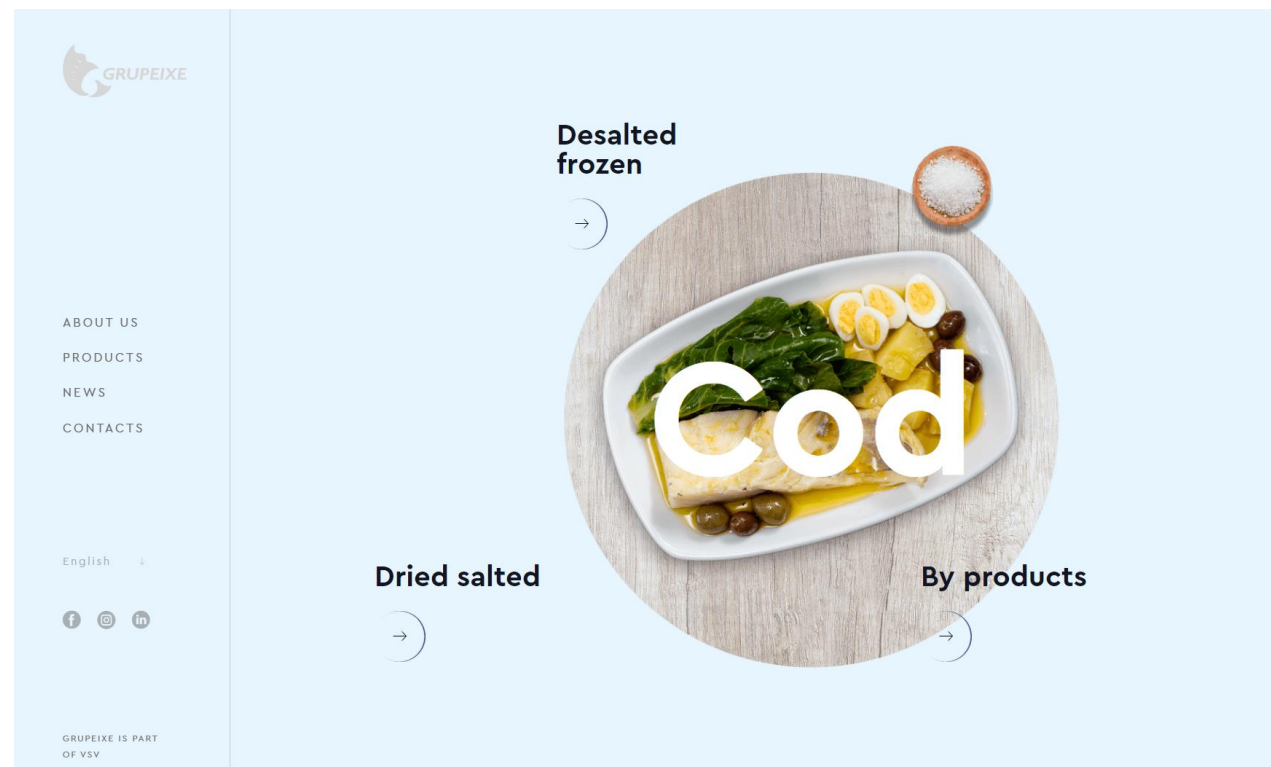 GRUPEIXE
ABOUT US
PRODUCTS
NEWS
CONTACTS
English
GRUPEIXE IS PART
OF VSV
Desalted
frozen
Cod
Dried salted
By products